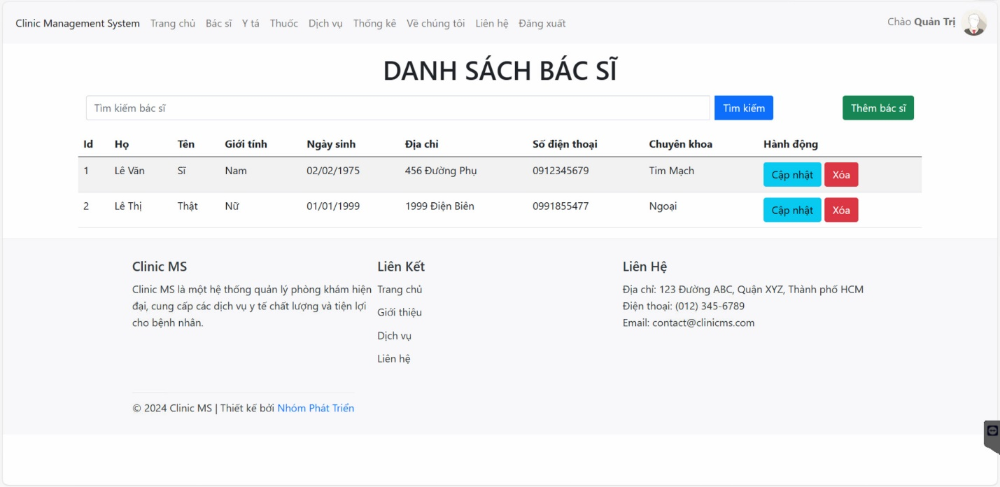 Clinic Management System Trang chủ Bác sĩ Y tá Thuốc Dịch vụ Thống kê Về chúng tôi Liên hệ Đăng xuất Chào Quản Trị
DANH SÁCH BÁC SĨ
Tìm kiếm bác sĩ Tìm kiếm Thêm bác sĩ
Id Họ Tên Giới tính Ngày sinh Địa chỉ Số điện thoại Chuyên khoa Hành động
1 Lê Văn Sĩ Nam 02/02/1975 456 Đường Phụ 0912345679 Tim Mạch Cập nhật Xóa
2 Lê Thị Thật Nữ 01/01/1999 1999 Điện Biên 0991855477 Ngoại Cập nhật Xóa
Clinic MS
Clinic MS là một hệ thống quản lý phòng khám hiện
đại, cung cấp các dịch vụ y tế chất lượng và tiện lợi
cho bệnh nhân.
Liên Kết
Trang chủ
Giới thiệu
Dịch vụ
Liên hệ
Liên Hệ
Địa chỉ: 123 Đường ABC, Quận XYZ, Thành phố HCM
Điện thoại: (012) 345-6789
Email: contact@clinicms.com
© 2024 Clinic MS | Thiết kế bởi Nhóm Phát Triển